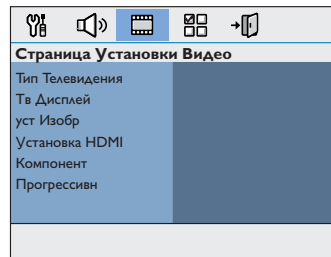 Страница Установки Видео
Тип Телевидения
Тв Дисплей
уст Изобр
Установка HDMI
Компонент
Прогрессивн